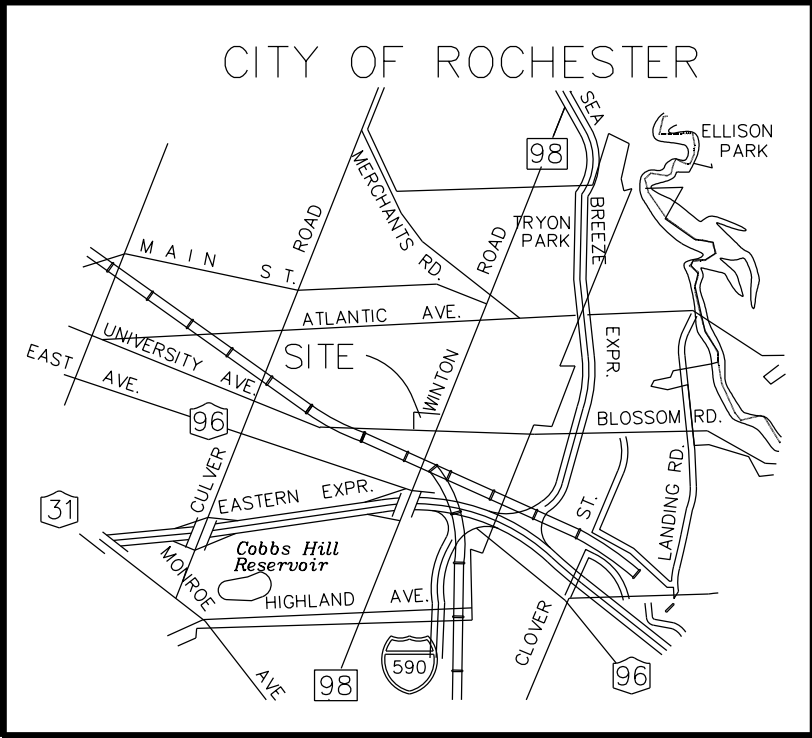 CITY OF ROCHESTER
SEA
BREEZE
EXPR.
98
ELLISON
PARK
MERCHANTS RD.
ROAD
ROAD
TRYON
PARK
MAIN ST.
ATLANTIC AVE.
UNIVERSITY AVE.
SITE
WINTON
EAST AVE.
96
BLOSSOM RD.
CULVER
EASTERN EXPR.
ST.
LANDING RD.
31
MONROE
Cobbs Hill
Reservoir
HIGHLAND AVE.
CLOVER
590
98
96
AVE